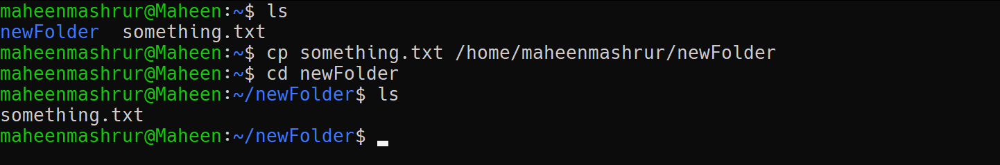 maheenmashrur@Maheen:~$ ls
newFolder  something.txt
maheenmashrur@Maheen:~$ cp something.txt /home/maheenmashrur/newFolder
maheenmashrur@Maheen:~$ cd newFolder
maheenmashrur@Maheen:~/newFolder$ ls
something.txt
maheenmashrur@Maheen:~/newFolder$